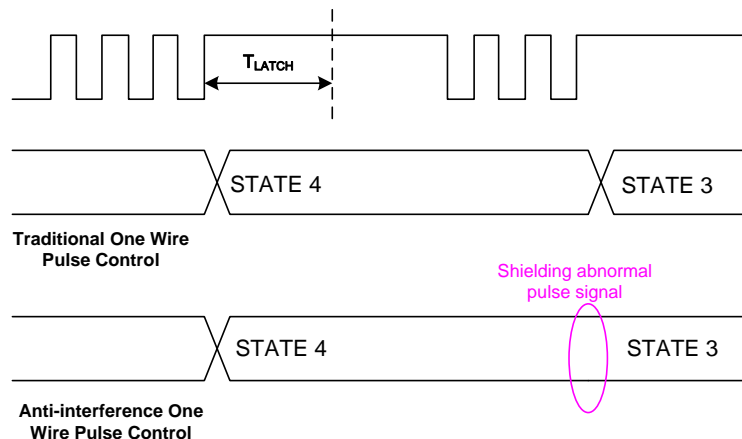 TLATCH
STATE 4
STATE 3
Traditional One Wire
Pulse Control
Shielding abnormal
pulse signal
STATE 4
STATE 3
Anti-interference One
Wire Pulse Control